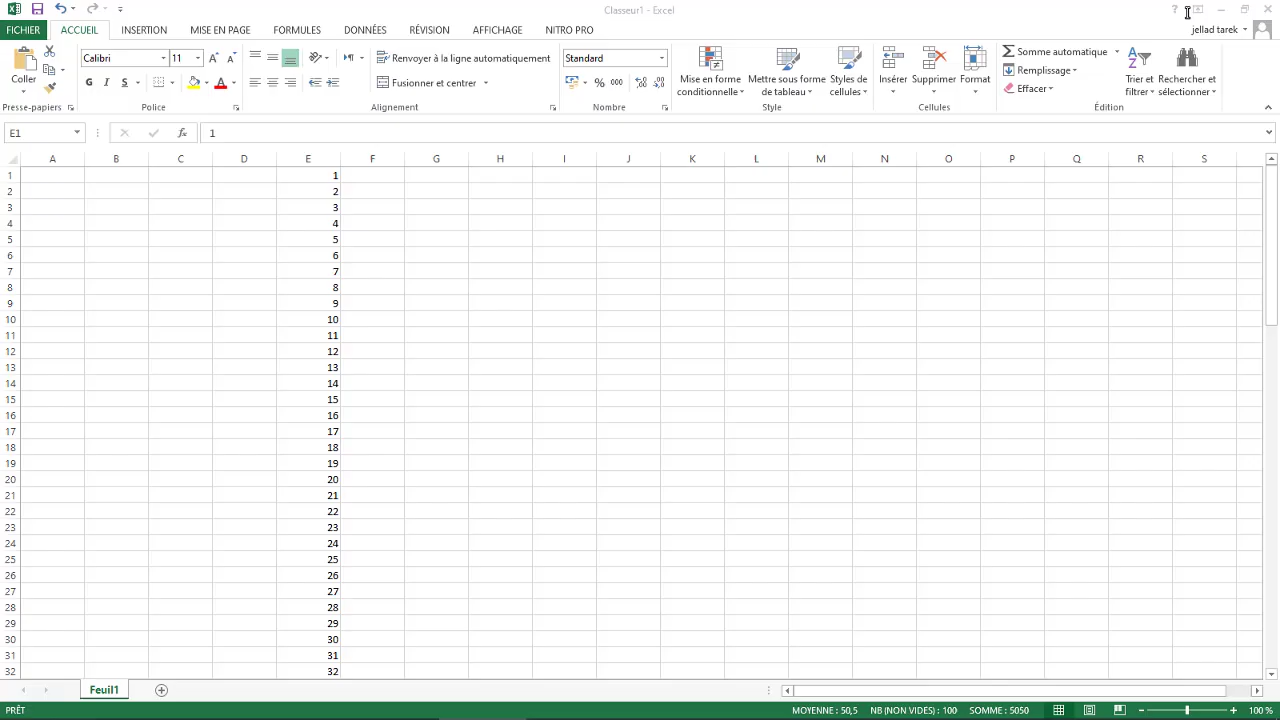 Classeur1 - Excel
?
FICHIER ACCUEIL INSERTION MISE EN PAGE FORMULES DONNÉES RÉVISION AFFICHAGE NITRO PRO jellad tarek
Coller
Presse-papiers
Calibri 11
G I S
Police
Renvoyer à la ligne automatiquement
Fusionner et centrer
Alignement
Standard
% 000
Nombre
Mise en forme conditionnelle
Mettre sous forme de tableau
Styles de cellules
Style
Insérer Supprimer Format
Cellules
Somme automatique
Remplissage
Effacer
Trier et filtrer
Rechercher et sélectionner
Édition
E1 fx 1
A B C D E F G H I J K L M N O P Q R S
1 1
2 2
3 3
4 4
5 5
6 6
7 7
8 8
9 9
10 10
11 11
12 12
13 13
14 14
15 15
16 16
17 17
18 18
19 19
20 20
21 21
22 22
23 23
24 24
25 25
26 26
27 27
28 28
29 29
30 30
31 31
32 32
Feuil1
PRÊT MOYENNE : 50,5 NB (NON VIDES) : 100 SOMME : 5050 100 %